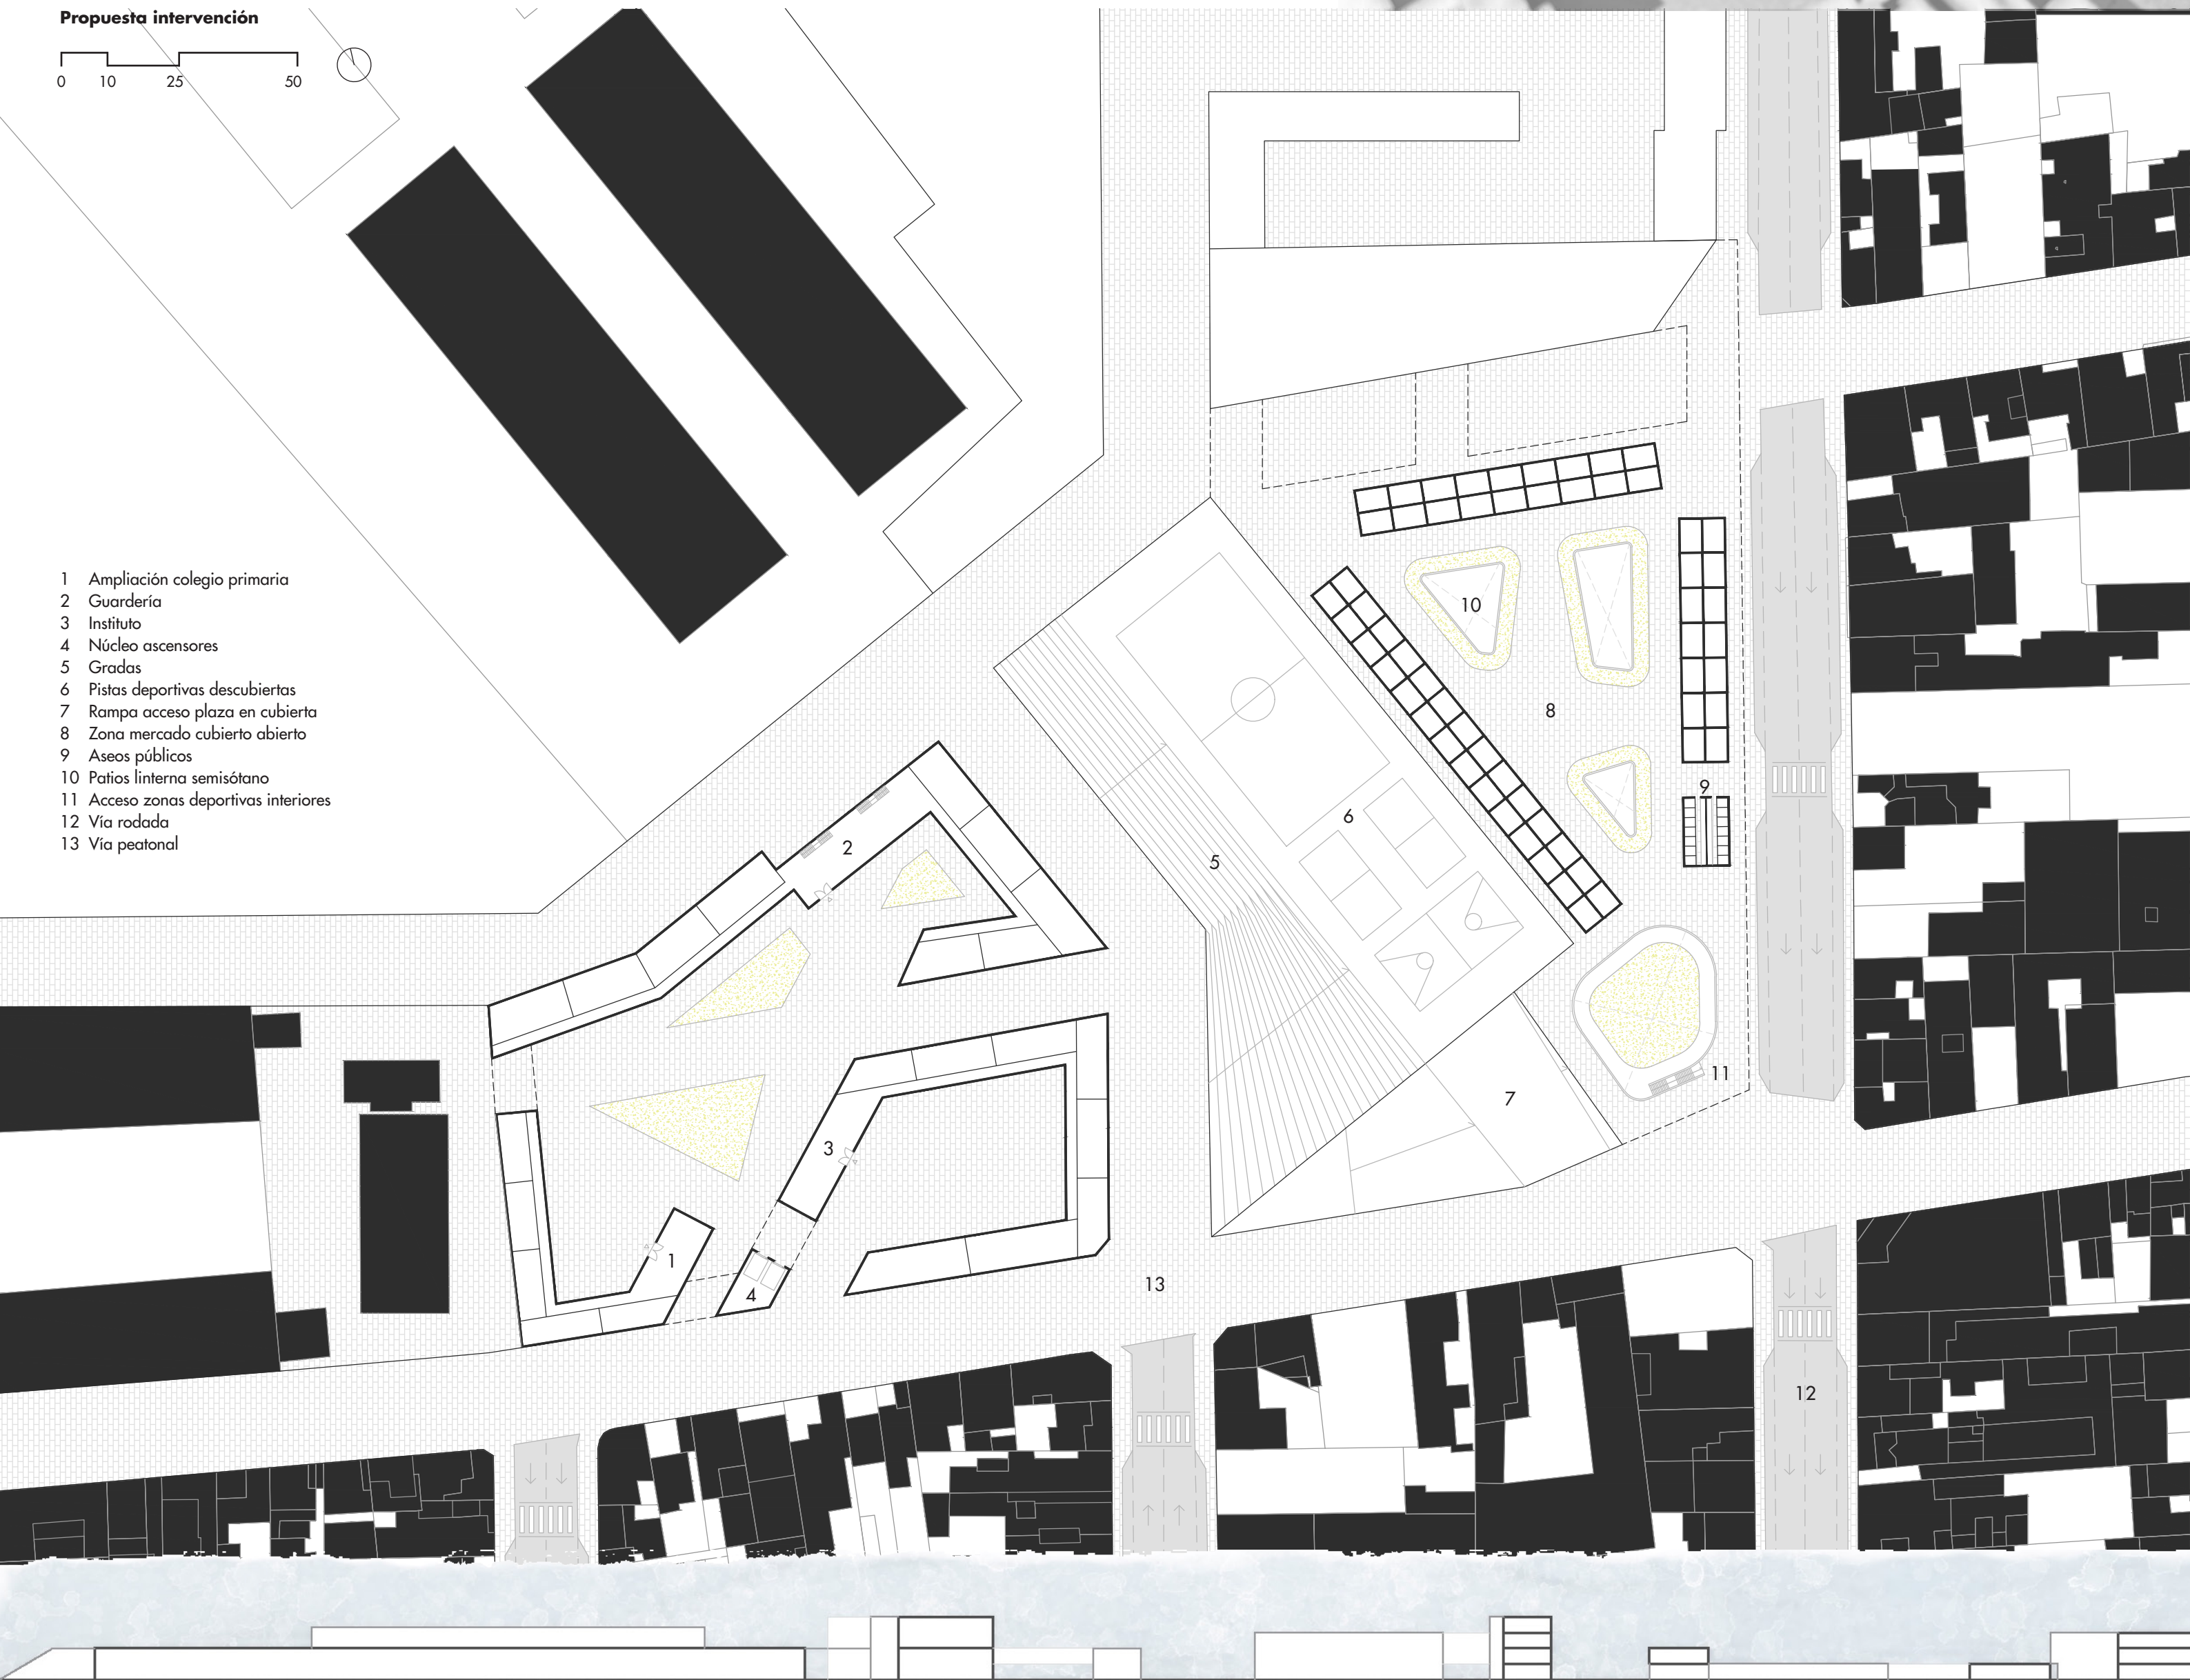 Propuesta intervención
0 10 25 50
1 Ampliación colegio primaria
2 Guardería
3 Instituto
4 Núcleo ascensores
5 Gradas
6 Pistas deportivas descubiertas
7 Rampa acceso plaza en cubierta
8 Zona mercado cubierto abierto
9 Aseos públicos
10 Patios linterna semisótano
11 Acceso zonas deportivas interiores
12 Vía rodada
13 Vía peatonal
10
8
9
6
2
5
11
7
3
1
4
13
12